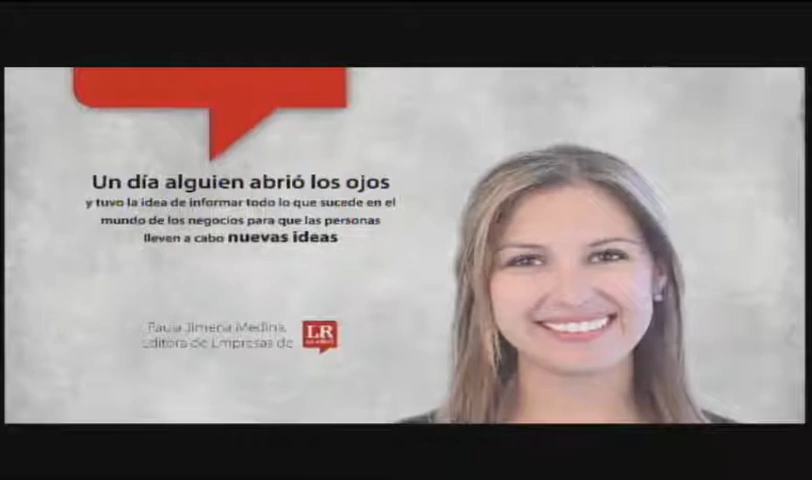 Un día alguien abrió los ojos
y tuvo la idea de informar todo lo que sucede en el
mundo de los negocios para que las personas
lleven a cabo nuevas ideas
Paula Jimena Medina,
Editora de Empresas de
LR